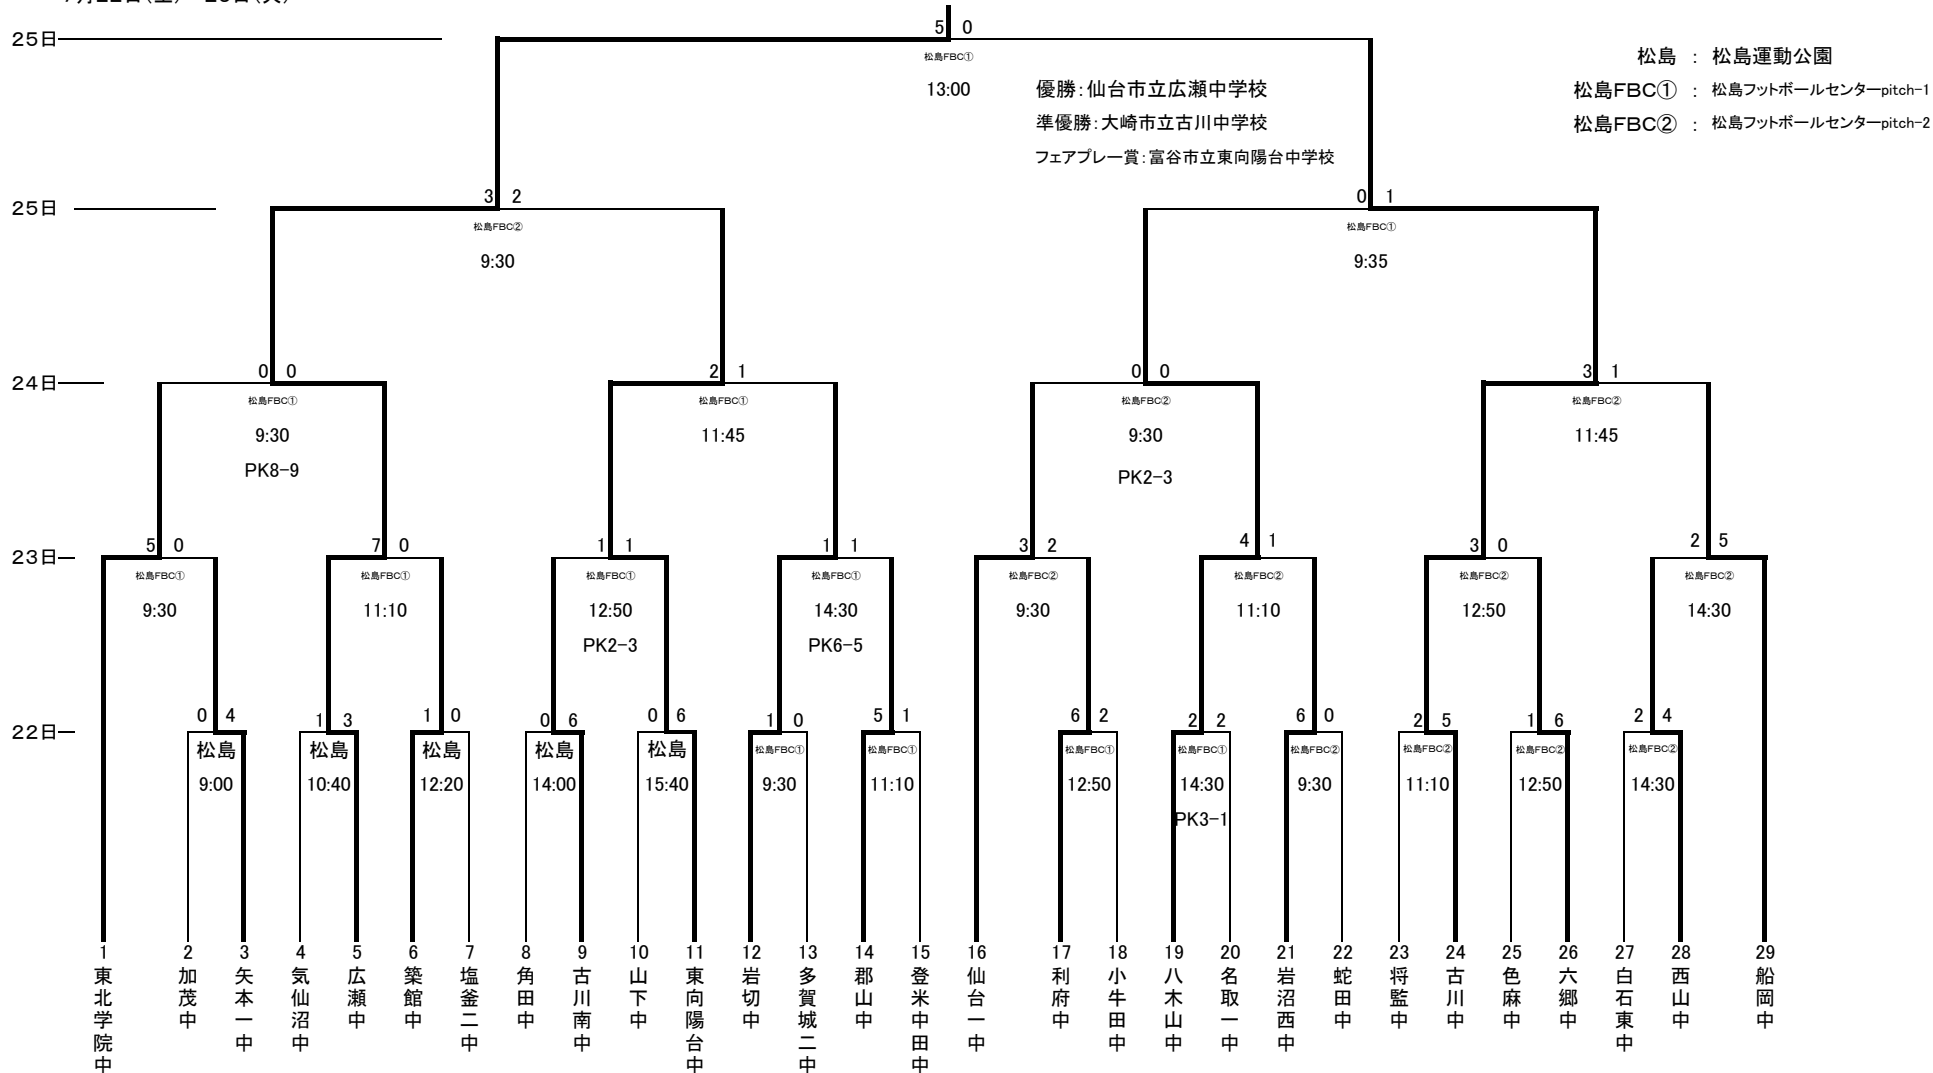 25日
5 0
松島FBC①
13:00
優勝:仙台市立広瀬中学校
準優勝:大崎市立古川中学校
フェアプレー賞:富谷市立東向陽台中学校
松島 : 松島運動公園
松島FBC① : 松島フットボールセンターpitch-1
松島FBC② : 松島フットボールセンターpitch-2
25日
3 2
0 1
松島FBC②
松島FBC①
9:30
9:35
24日
0 0
2 1
0 0
3 1
松島FBC①
松島FBC①
松島FBC②
松島FBC②
9:30
11:45
9:30
11:45
PK8-9
PK2-3
23日
5 0
7 0
1 1
1 1
3 2
4 1
3 0
2 5
松島FBC①
松島FBC①
松島FBC①
松島FBC①
松島FBC②
松島FBC②
松島FBC②
松島FBC②
9:30
11:10
12:50
14:30
9:30
11:10
12:50
14:30
PK2-3
PK6-5
22日
0 4
1 3
1 0
0 6
0 6
1 0
5 1
6 2
2 2
6 0
2 5
1 6
2 4
松島
松島
松島
松島
松島
松島FBC①
松島FBC①
松島FBC①
松島FBC①
松島FBC②
松島FBC②
松島FBC②
松島FBC②
9:00
10:40
12:20
14:00
15:40
9:30
11:10
12:50
14:30
9:30
11:10
12:50
14:30
PK3-1
1 東北学院中
2 加茂中
3 矢本一中
4 気仙沼中
5 広瀬中
6 築館中
7 塩釜二中
8 角田中
9 古川南中
10 山下中
11 東向陽台中
12 岩切中
13 多賀城二中
14 郡山中
15 登米中田中
16 仙台一中
17 利府中
18 小牛田中
19 八木山中
20 名取一中
21 岩沼西中
22 蛇田中
23 将監中
24 古川中
25 色麻中
26 六郷中
27 白石東中
28 西山中
29 船岡中